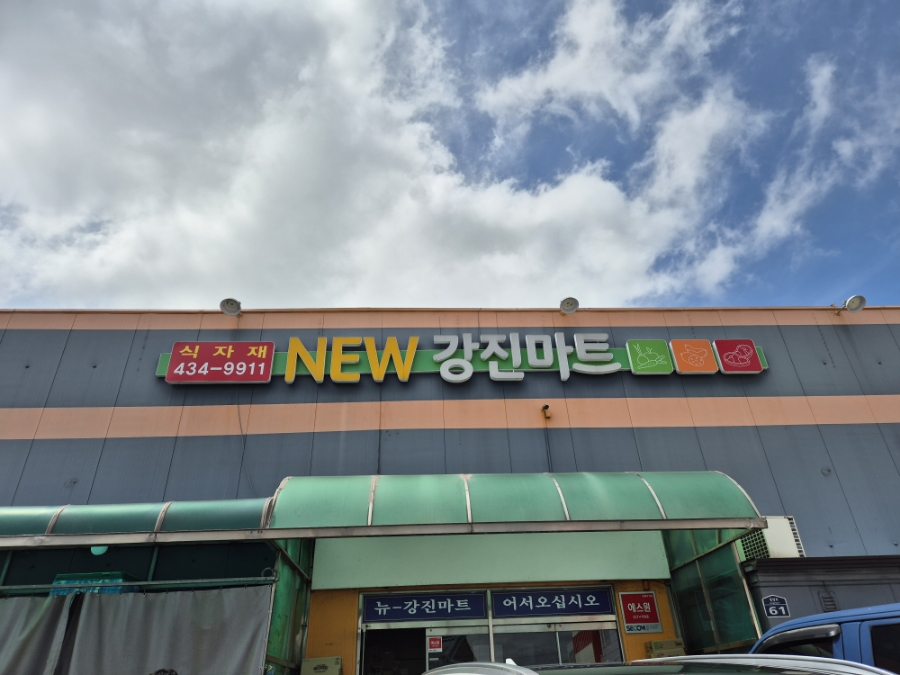 식자재
434-9911
NEW 강진마트
뉴-강진마트
어서오십시오
에스원
SECOM
61